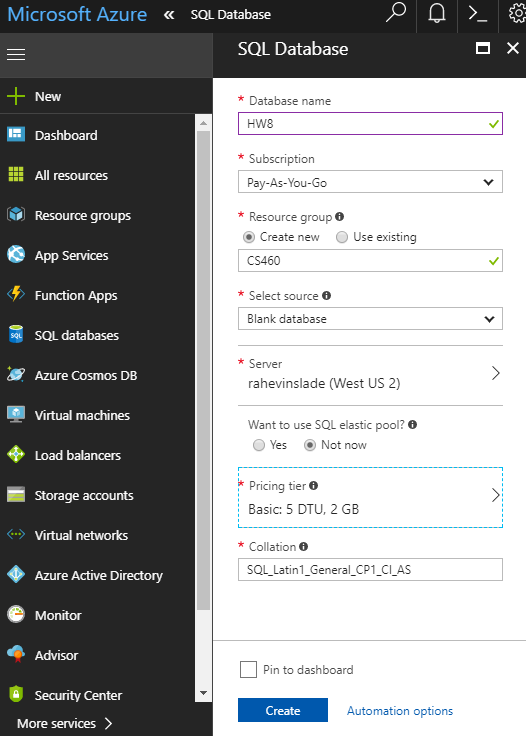 Microsoft Azure « SQL Database
SQL Database
New
Dashboard
All resources
Resource groups
App Services
Function Apps
SQL databases
Azure Cosmos DB
Virtual machines
Load balancers
Storage accounts
Virtual networks
Azure Active Directory
Monitor
Advisor
Security Center
More services
* Database name
HW8
* Subscription
Pay-As-You-Go
* Resource group
Create new Use existing
CS460
* Select source
Blank database
* Server
rahevinslade (West US 2)
Want to use SQL elastic pool?
Yes Not now
* Pricing tier
Basic: 5 DTU, 2 GB
* Collation
SQL_Latin1_General_CP1_CI_AS
Pin to dashboard
Create Automation options